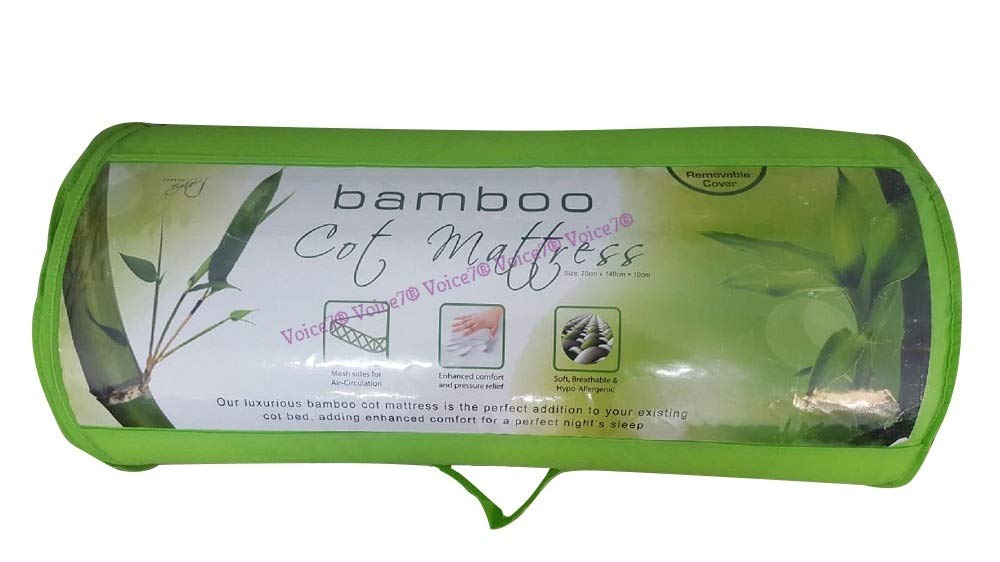 bamboo
Removable
Cover
Cot Mattress
Size: 70cm x 140cm + 10cm
Voice7® Voice7® Voice7® Voice7® Voice7® Voice7®
Mesh sides for
Air-Circulation
Enhanced comfort
and pressure relief
Soft, Breathable &
Hypo-Allergenic
Our luxurious bamboo cot mattress is the perfect addition to your existing
cot bed, adding enhanced comfort for a perfect night's sleep